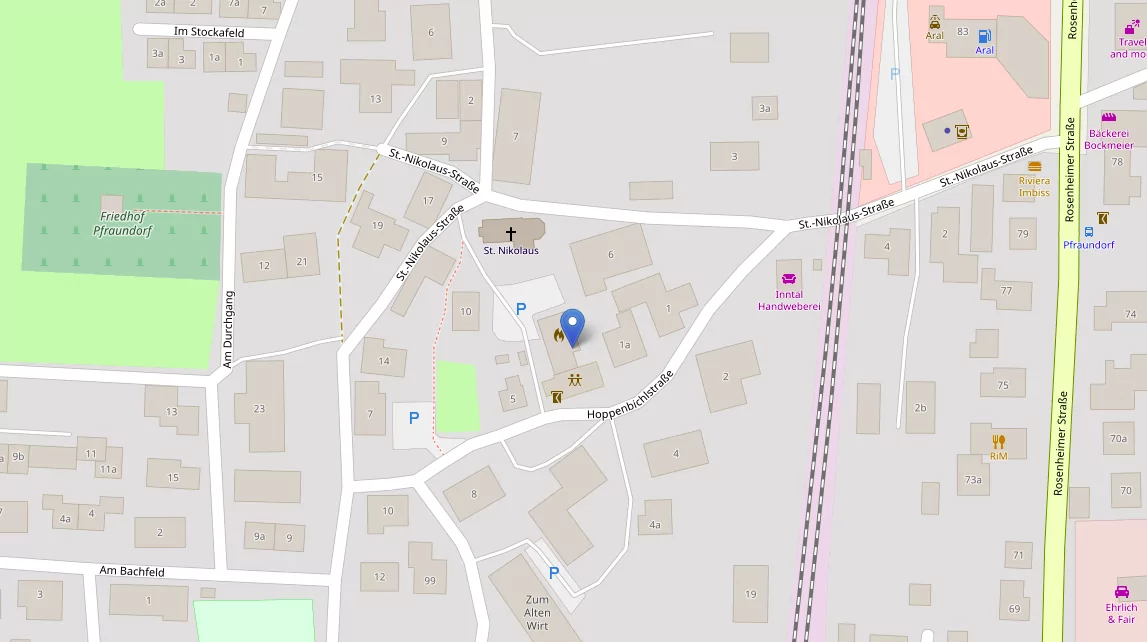 2a
2
7a
7
Im Stockafeld
3a
3
1a
1
6
13
2
9
7
3a
3
Aral
83
Aral
P
Travel
and mo
Rosenh
Rosenheimer Straße
Bäckerei
Bockmeier
78
St.-Nikolaus-Straße
Riviera
Imbiss
St.-Nikolaus-Straße
15
17
19
St.-Nikolaus-Straße
St.-Nikolaus-Straße
St. Nikolaus
Friedhof
Pfraundorf
12
21
6
4
2
79
Pfraundorf
77
74
Inntal
Handweberei
Am Durchgang
10
P
1
1a
14
2
75
5
13
23
7
P
Hoppenbichlstraße
2b
Rosenheimer Straße
70a
RiM
9b
11
11a
15
4
73a
70
8
4a
4
2
9a
9
10
4a
71
Am Bachfeld
3
1
12
99
P
Zum
Alten
Wirt
19
69
Ehrlich
& Fair